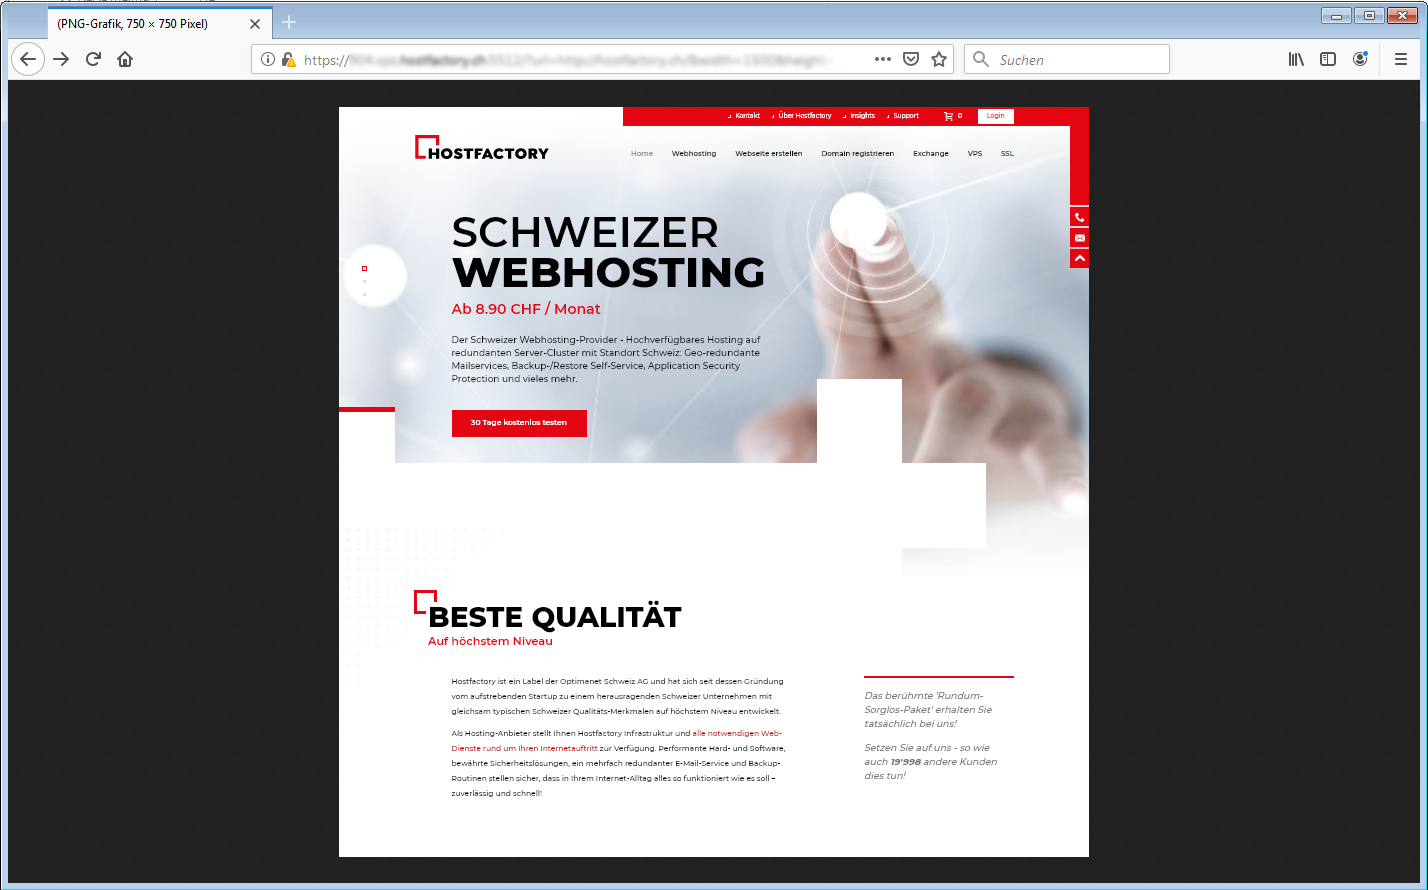 (PNG-Grafik, 750 × 750 Pixel)
https://
Suchen
Kontakt Über Hostfactory Insights Support 0 Login
HOSTFACTORY
Home Webhosting Webseite erstellen Domain registrieren Exchange VPS SSL
SCHWEIZER
WEBHOSTING
Ab 8.90 CHF / Monat
Der Schweizer Webhosting-Provider - Hochverfügbares Hosting auf
redundanten Server-Cluster mit Standort Schweiz: Geo-redundante
Mailservices, Backup-/Restore Self-Service, Application Security
Protection und vieles mehr.
30 Tage kostenlos testen
BESTE QUALITÄT
Auf höchstem Niveau
Hostfactory ist ein Label der Optimanet Schweiz AG und hat sich seit dessen Gründung
vom aufstrebenden Startup zu einem herausragenden Schweizer Unternehmen mit
gleichsam typischen Schweizer Qualitäts-Merkmalen auf höchstem Niveau entwickelt.
Als Hosting-Anbieter stellt Ihnen Hostfactory Infrastruktur und alle notwendigen Web-
Dienste rund um Ihren Internetauftritt zur Verfügung. Performante Hard- und Software,
bewährte Sicherheitslösungen, ein mehrfach redundanter E-Mail-Service und Backup-
Routinen stellen sicher, dass in Ihrem Internet-Alltag alles so funktioniert wie es soll –
zuverlässig und schnell!
Das berühmte 'Rundum-
Sorglos-Paket' erhalten Sie
tatsächlich bei uns!
Setzen Sie auf uns - so wie
auch 19'998 andere Kunden
dies tun!